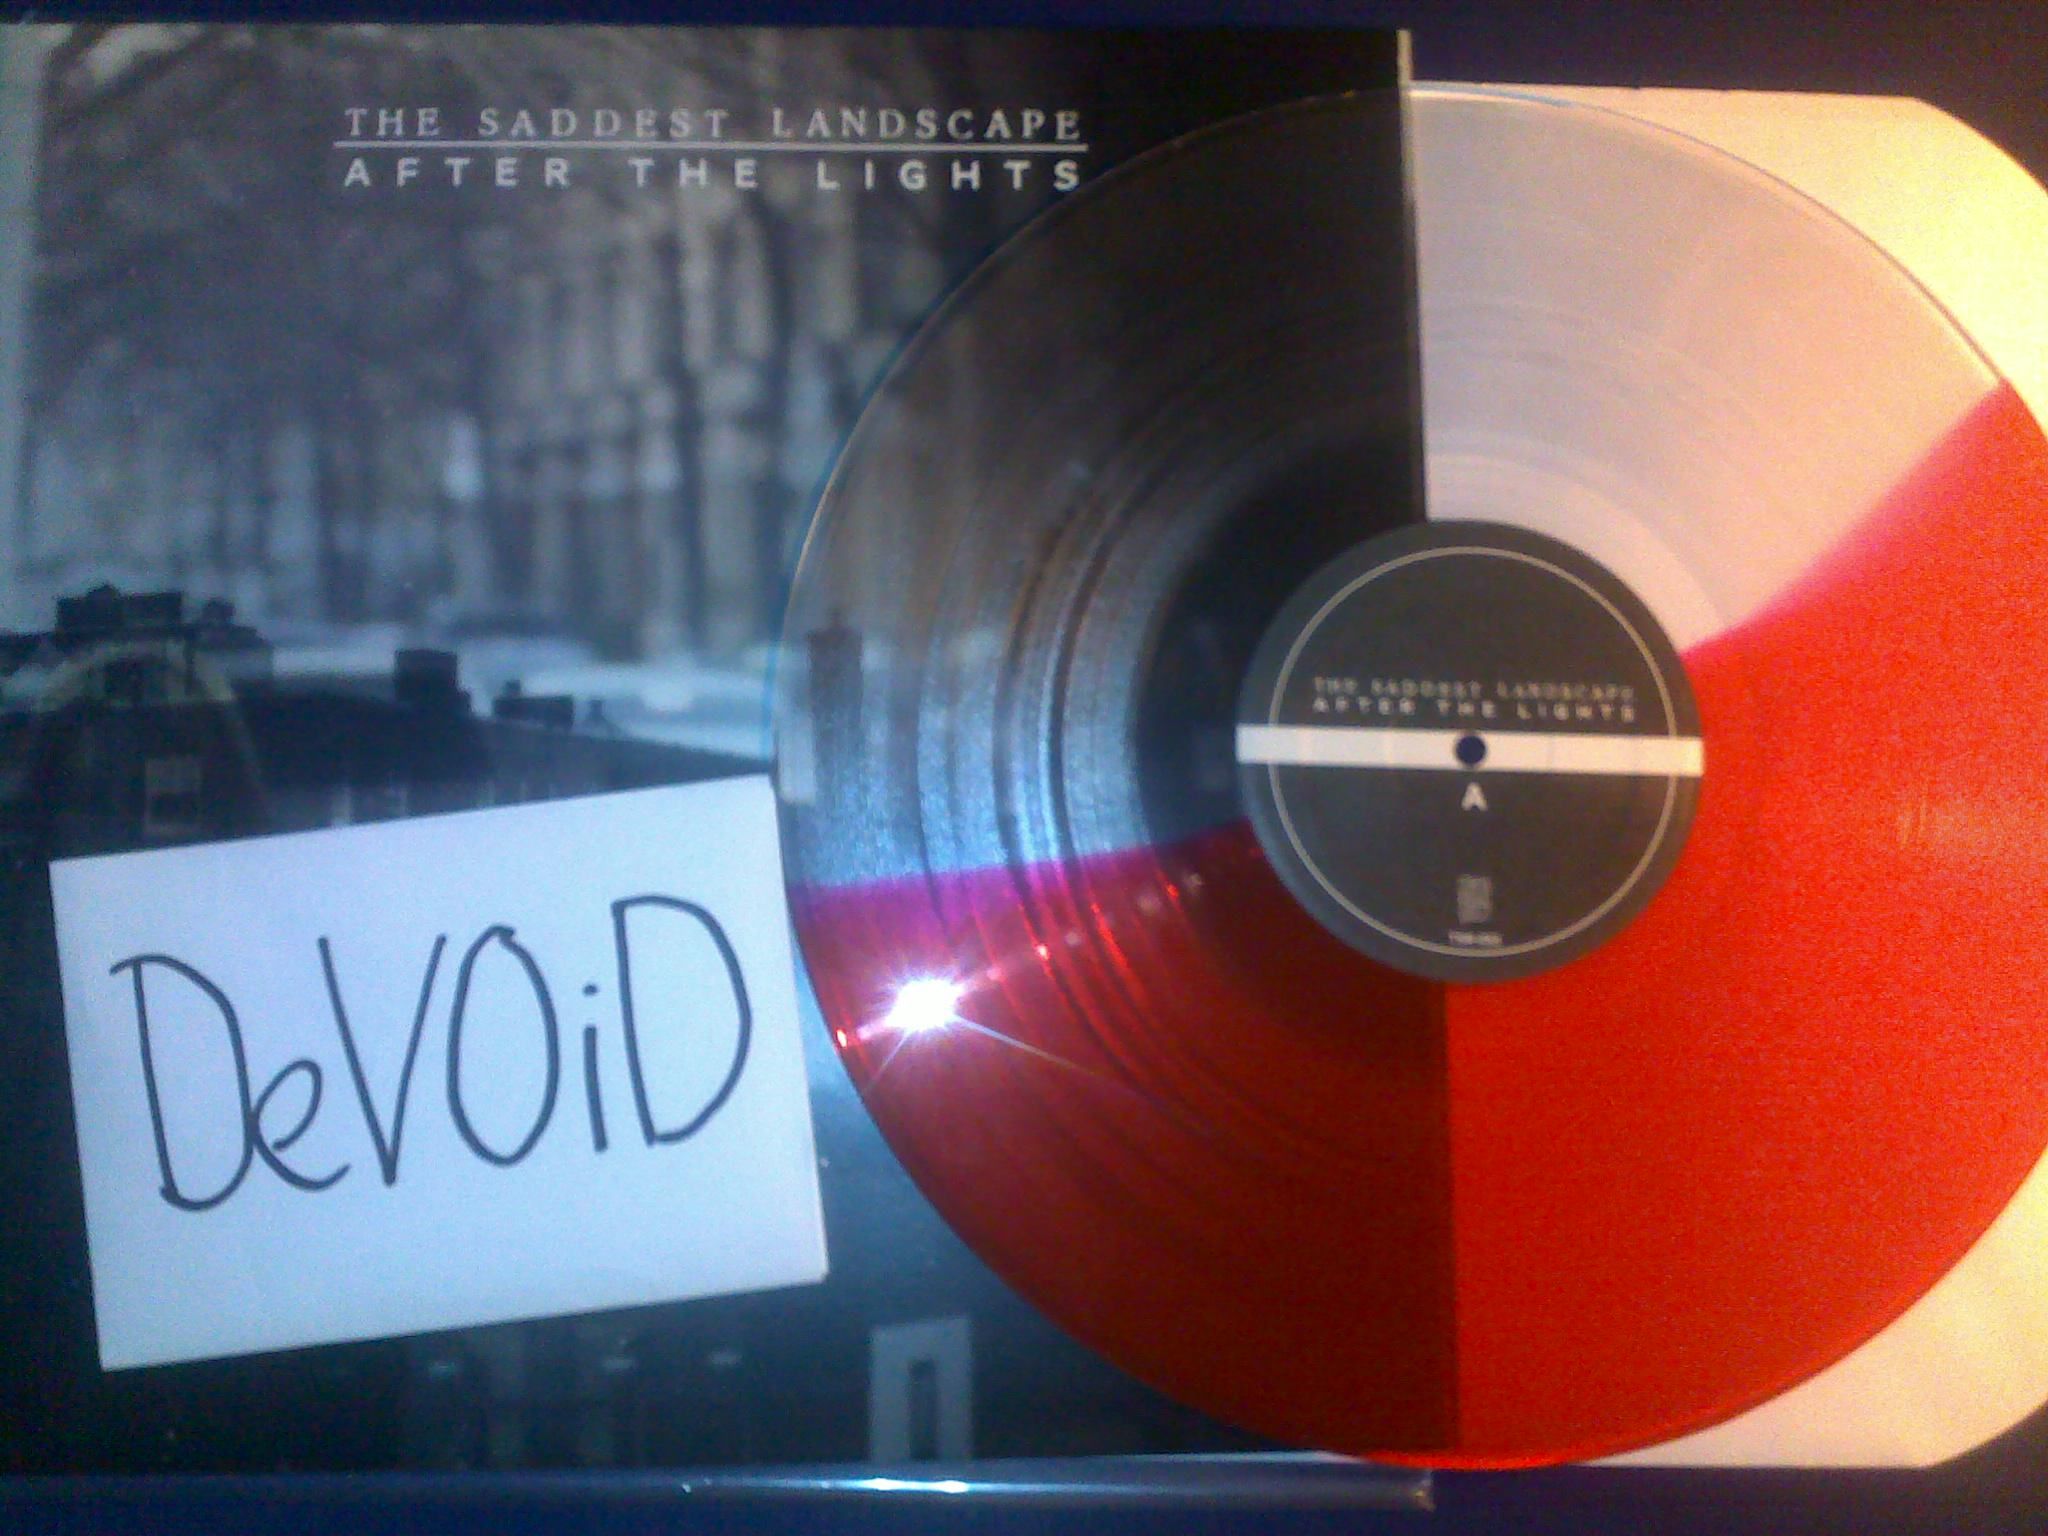 THE SADDEST LANDSCAPE
AFTER THE LIGHTS
THE SADDEST LANDSCAPE
AFTER THE LIGHTS
A
DeVOiD